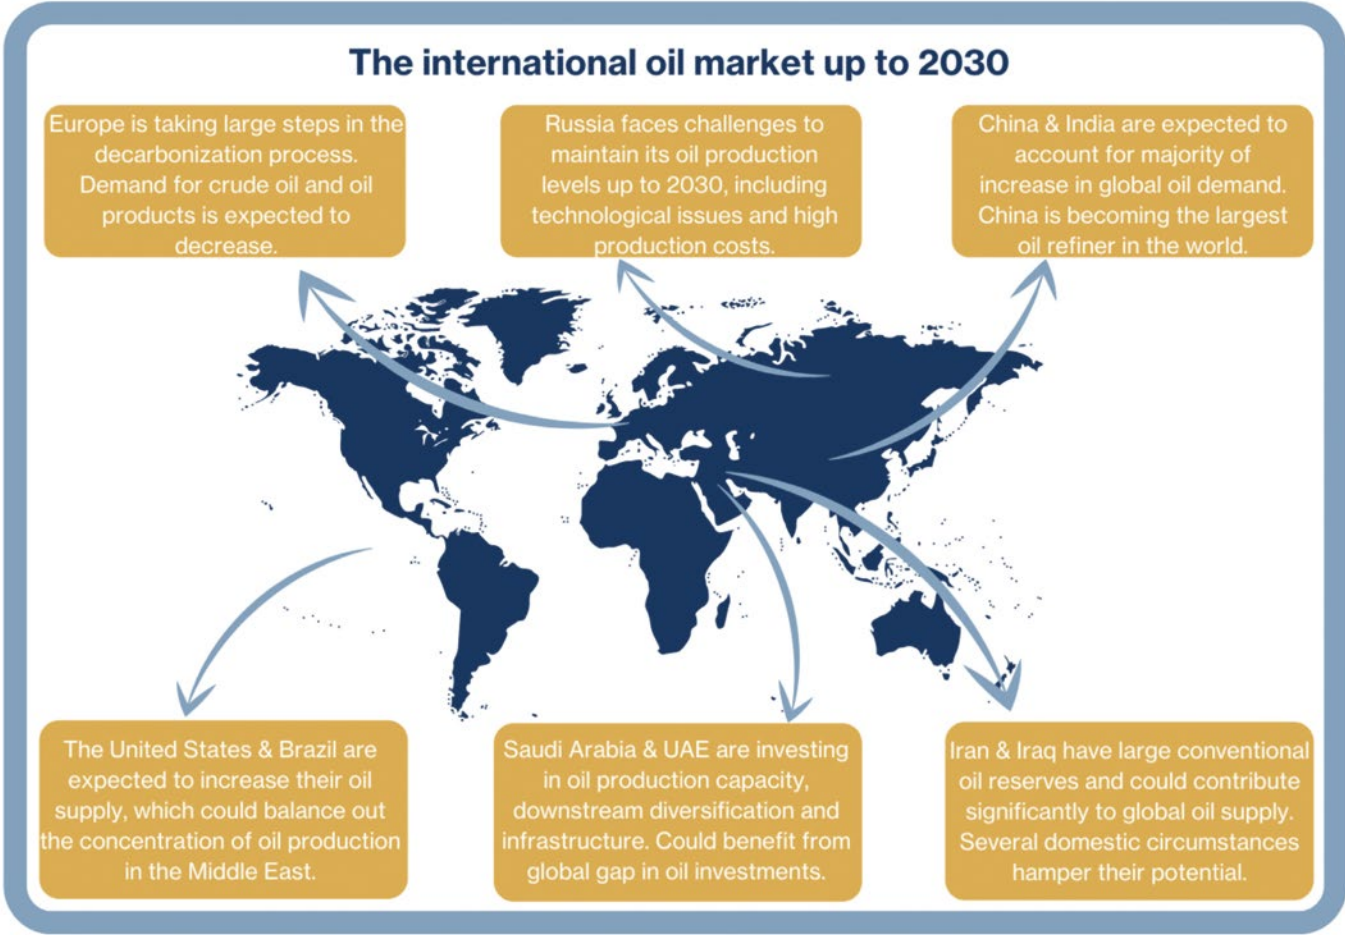 The international oil market up to 2030
Europe is taking large steps in the
decarbonization process.
Demand for crude oil and oil
products is expected to
decrease.
Russia faces challenges to
maintain its oil production
levels up to 2030, including
technological issues and high
production costs.
China & India are expected to
account for majority of
increase in global oil demand.
China is becoming the largest
oil refiner in the world.
The United States & Brazil are
expected to increase their oil
supply, which could balance out
the concentration of oil production
in the Middle East.
Saudi Arabia & UAE are investing
in oil production capacity,
downstream diversification and
infrastructure. Could benefit from
global gap in oil investments.
Iran & Iraq have large conventional
oil reserves and could contribute
significantly to global oil supply.
Several domestic circumstances
hamper their potential.